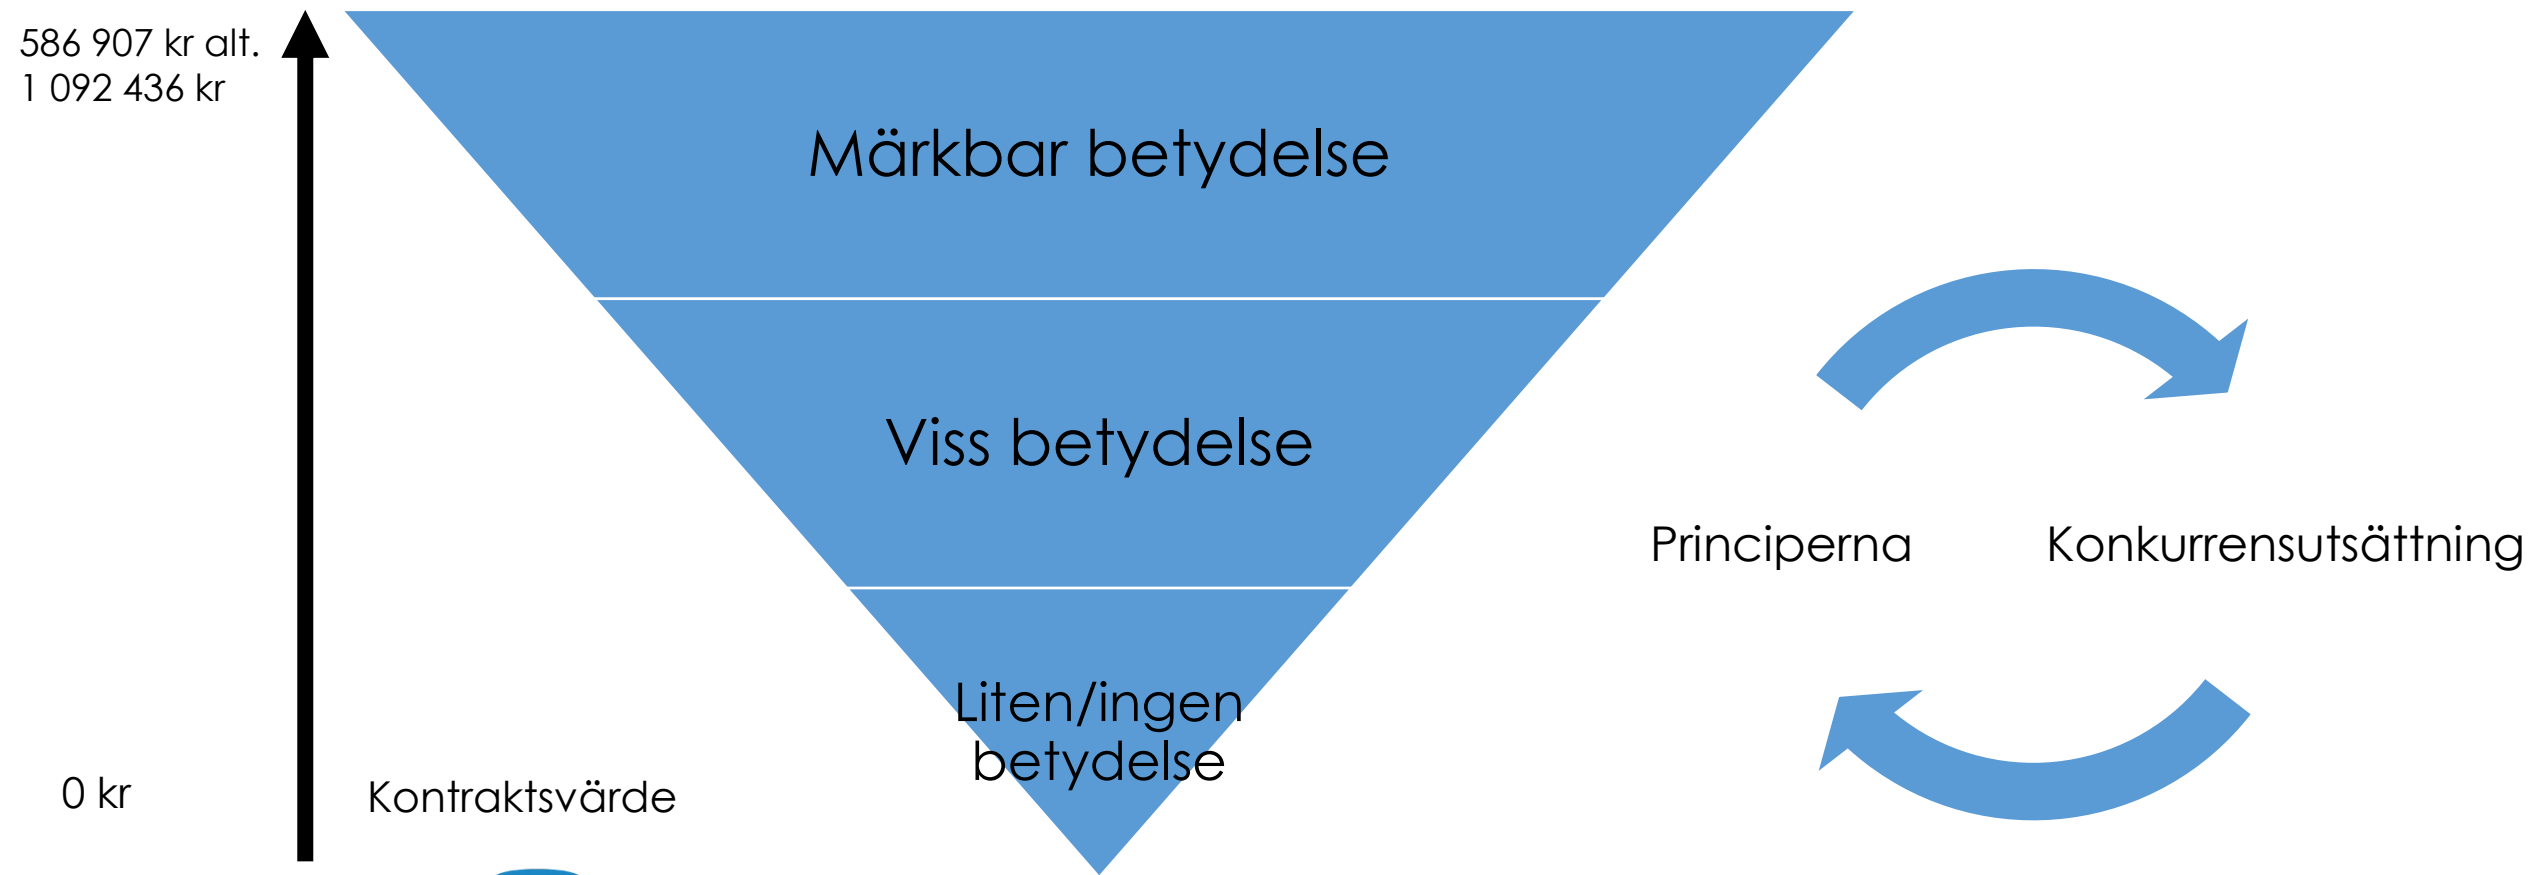 586 907 kr alt.
1 092 436 kr
Märkbar betydelse
Viss betydelse
Principerna
Konkurrensutsättning
Liten/ingen
betydelse
0 kr
Kontraktsvärde